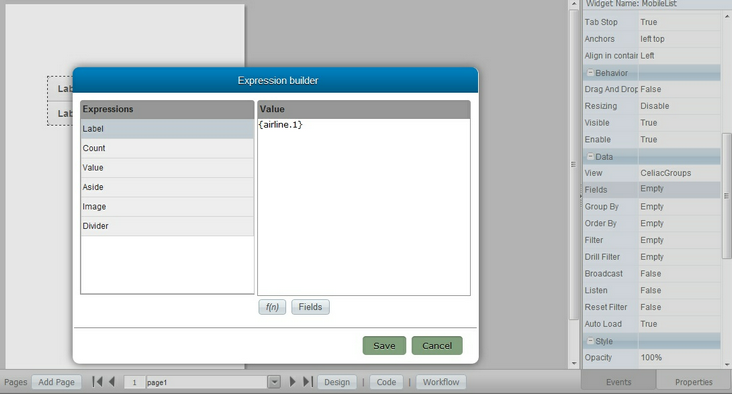 Widget Name: MobileList
Tab Stop True
Anchors left top
Align in contair Left
Behavior
Drag And Drop False
Resizing Disable
Visible True
Enable True
Data
View CeliacGroups
Fields Empty
Group By Empty
Order By Empty
Filter Empty
Drill Filter Empty
Broadcast False
Listen False
Reset Filter False
Auto Load True
Style
Opacity 100%
Lab
Lab
Expression builder
Expressions Value
Label {airline.1}
Count
Value
Aside
Image
Divider
f(n) Fields
Save Cancel
Pages Add Page 1 page1 Design | Code | Workflow
Events Properties